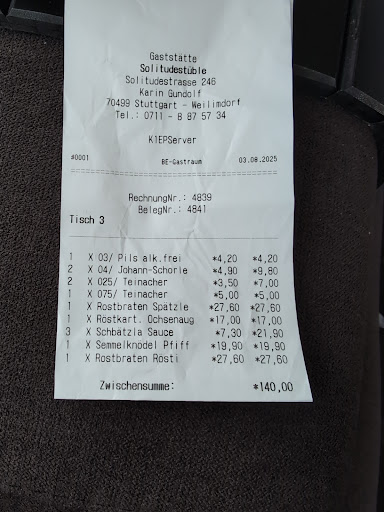 Gaststätte
Solitudestüble
Solitudestrasse 246
Karin Gundolf
70499 Stuttgart - Weilimdorf
Tel.: 0711 - 8 87 57 34
K1EPServer
#0001 BE-Gastraum 03.08.2025
RechnungNr.: 4839
BelegNr.: 4841
Tisch 3
1 X 03/ Pils alk.frei *4,20 *4,20
2 X 04/ Johann-Schorle *4,90 *9,80
2 X 025/ Teinacher *3,50 *7,00
1 X 075/ Teinacher *5,00 *5,00
1 X Rostbraten Spätzle *27,60 *27,60
1 X Röstkart. Ochsenaug *17,00 *17,00
3 X Schbätzla Sauce *7,30 *21,90
1 X Semmelknödel Pfiff *19,90 *19,90
1 X Rostbraten Rösti *27,60 *27,60
Zwischensumme: *140,00